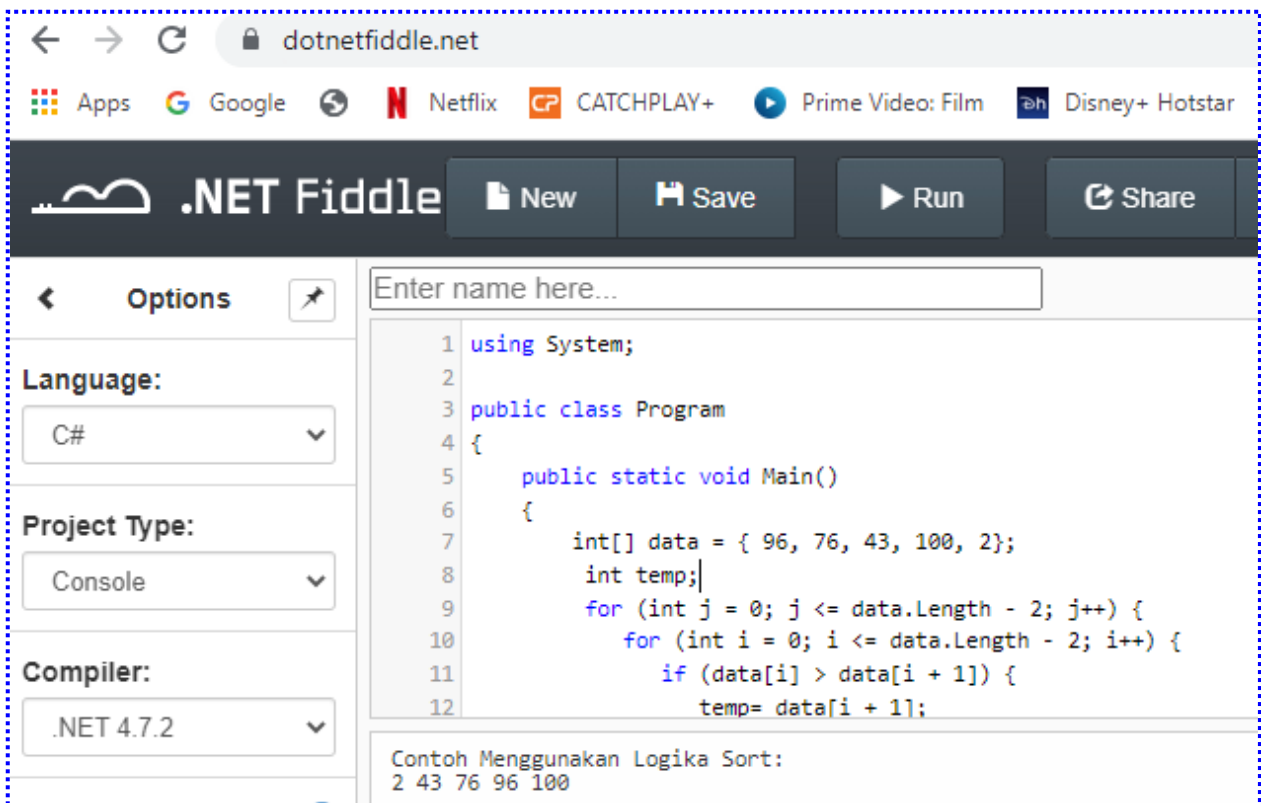 dotnetfiddle.net
Apps Google Netflix CATCHPLAY+ Prime Video: Film Disney+ Hotstar
.NET Fiddle New Save Run Share
Options
Enter name here...
Language:
C#
Project Type:
Console
Compiler:
.NET 4.7.2
1 using System;
2
3 public class Program
4 {
5 public static void Main()
6 {
7 int[] data = { 96, 76, 43, 100, 2};
8 int temp;
9 for (int j = 0; j <= data.Length - 2; j++) {
10 for (int i = 0; i <= data.Length - 2; i++) {
11 if (data[i] > data[i + 1]) {
12 temp= data[i + 1];
Contoh Menggunakan Logika Sort:
2 43 76 96 100